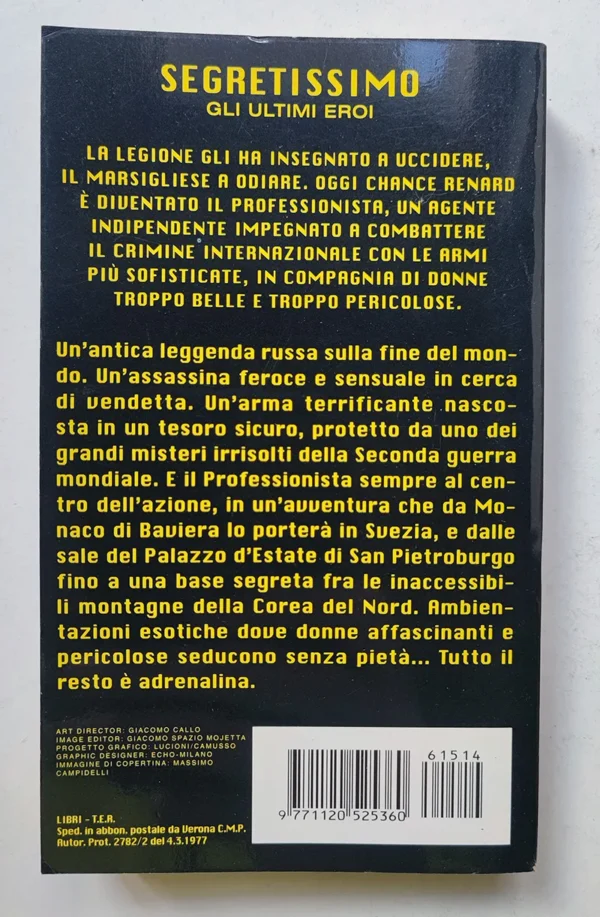 SEGRETISSIMO
GLI ULTIMI EROI
LA LEGIONE GLI HA INSEGNATO A UCCIDERE,
IL MARSIGLIESE A ODIARE. OGGI CHANCE RENARD
È DIVENTATO IL PROFESSIONISTA, UN AGENTE
INDIPENDENTE IMPEGNATO A COMBATTERE
IL CRIMINE INTERNAZIONALE CON LE ARMI
PIÙ SOFISTICATE, IN COMPAGNIA DI DONNE
TROPPO BELLE E TROPPO PERICOLOSE.
Un'antica leggenda russa sulla fine del mon-
do. Un'assassina feroce e sensuale in cerca
di vendetta. Un'arma terrificante nasco-
sta in un tesoro sicuro, protetto da uno dei
grandi misteri irrisolti della Seconda guerra
mondiale. E il Professionista sempre al cen-
tro dell'azione, in un'avventura che da Mo-
naco di Baviera lo porterà in Svezia, e dalle
sale del Palazzo d'Estate di San Pietroburgo
fino a una base segreta fra le inaccessibi-
li montagne della Corea del Nord. Ambien-
tazioni esotiche dove donne affascinanti e
pericolose seducono senza pietà... Tutto il
resto è adrenalina.
ART DIRECTOR: GIACOMO CALLO
IMAGE EDITOR: GIACOMO SPAZIO MOJETTA
PROGETTO GRAFICO: LUCIONI/CAMUSSO
GRAPHIC DESIGNER: ECHO-MILANO
IMMAGINE DI COPERTINA: MASSIMO
CAMPIDELLI
LIBRI - T.E.R.
Sped. in abbon. postale da Verona C.M.P.
Autor. Prot. 2782/2 del 4.3.1977
61514
9 771120 525360